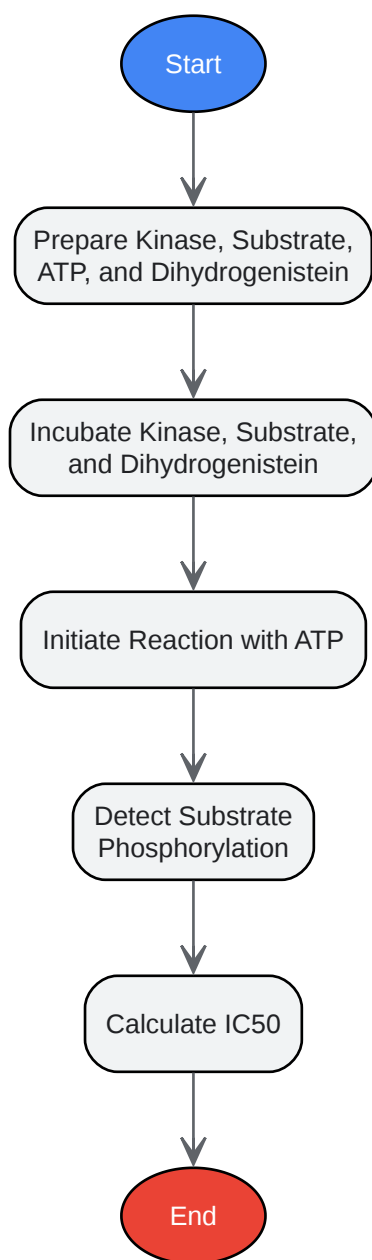 Start
Prepare Kinase, Substrate,
ATP, and Dihydrogenistein
Incubate Kinase, Substrate,
and Dihydrogenistein
Initiate Reaction with ATP
Detect Substrate
Phosphorylation
Calculate IC50
End